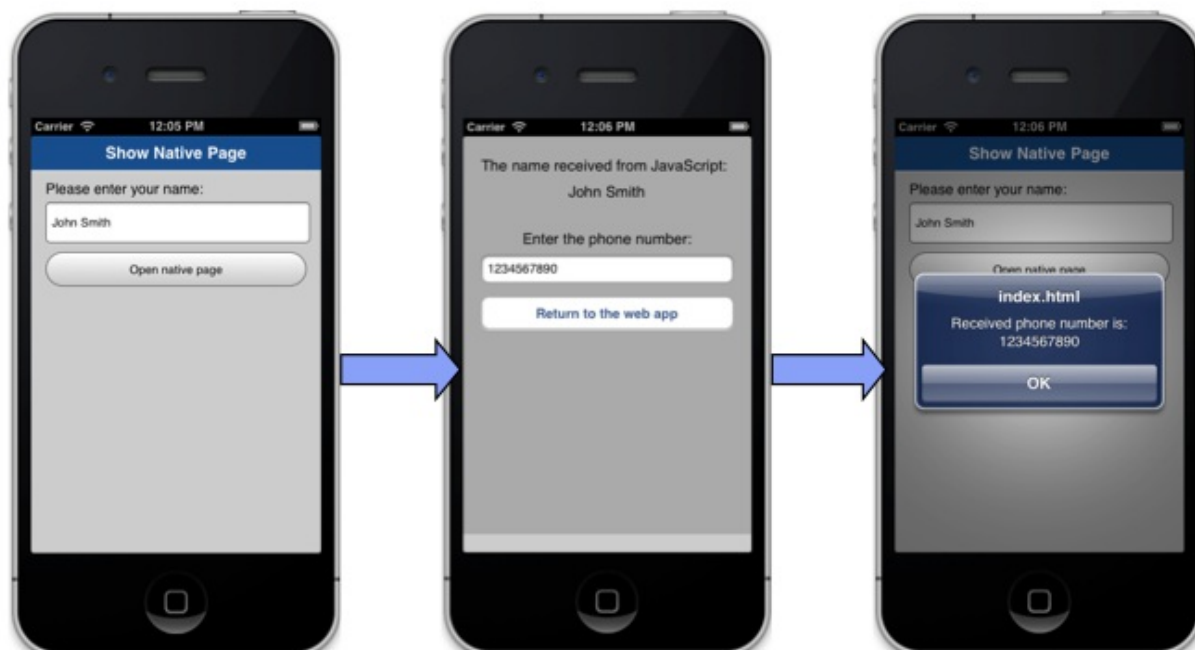 Carrier 12:05 PM
Show Native Page
Please enter your name:
John Smith
Open native page
Carrier 12:06 PM
The name received from JavaScript:
John Smith
Enter the phone number:
1234567890
Return to the web app
Carrier 12:06 PM
Show Native Page
Please enter your name:
John Smith
Open native page
index.html
Received phone number is:
1234567890
OK